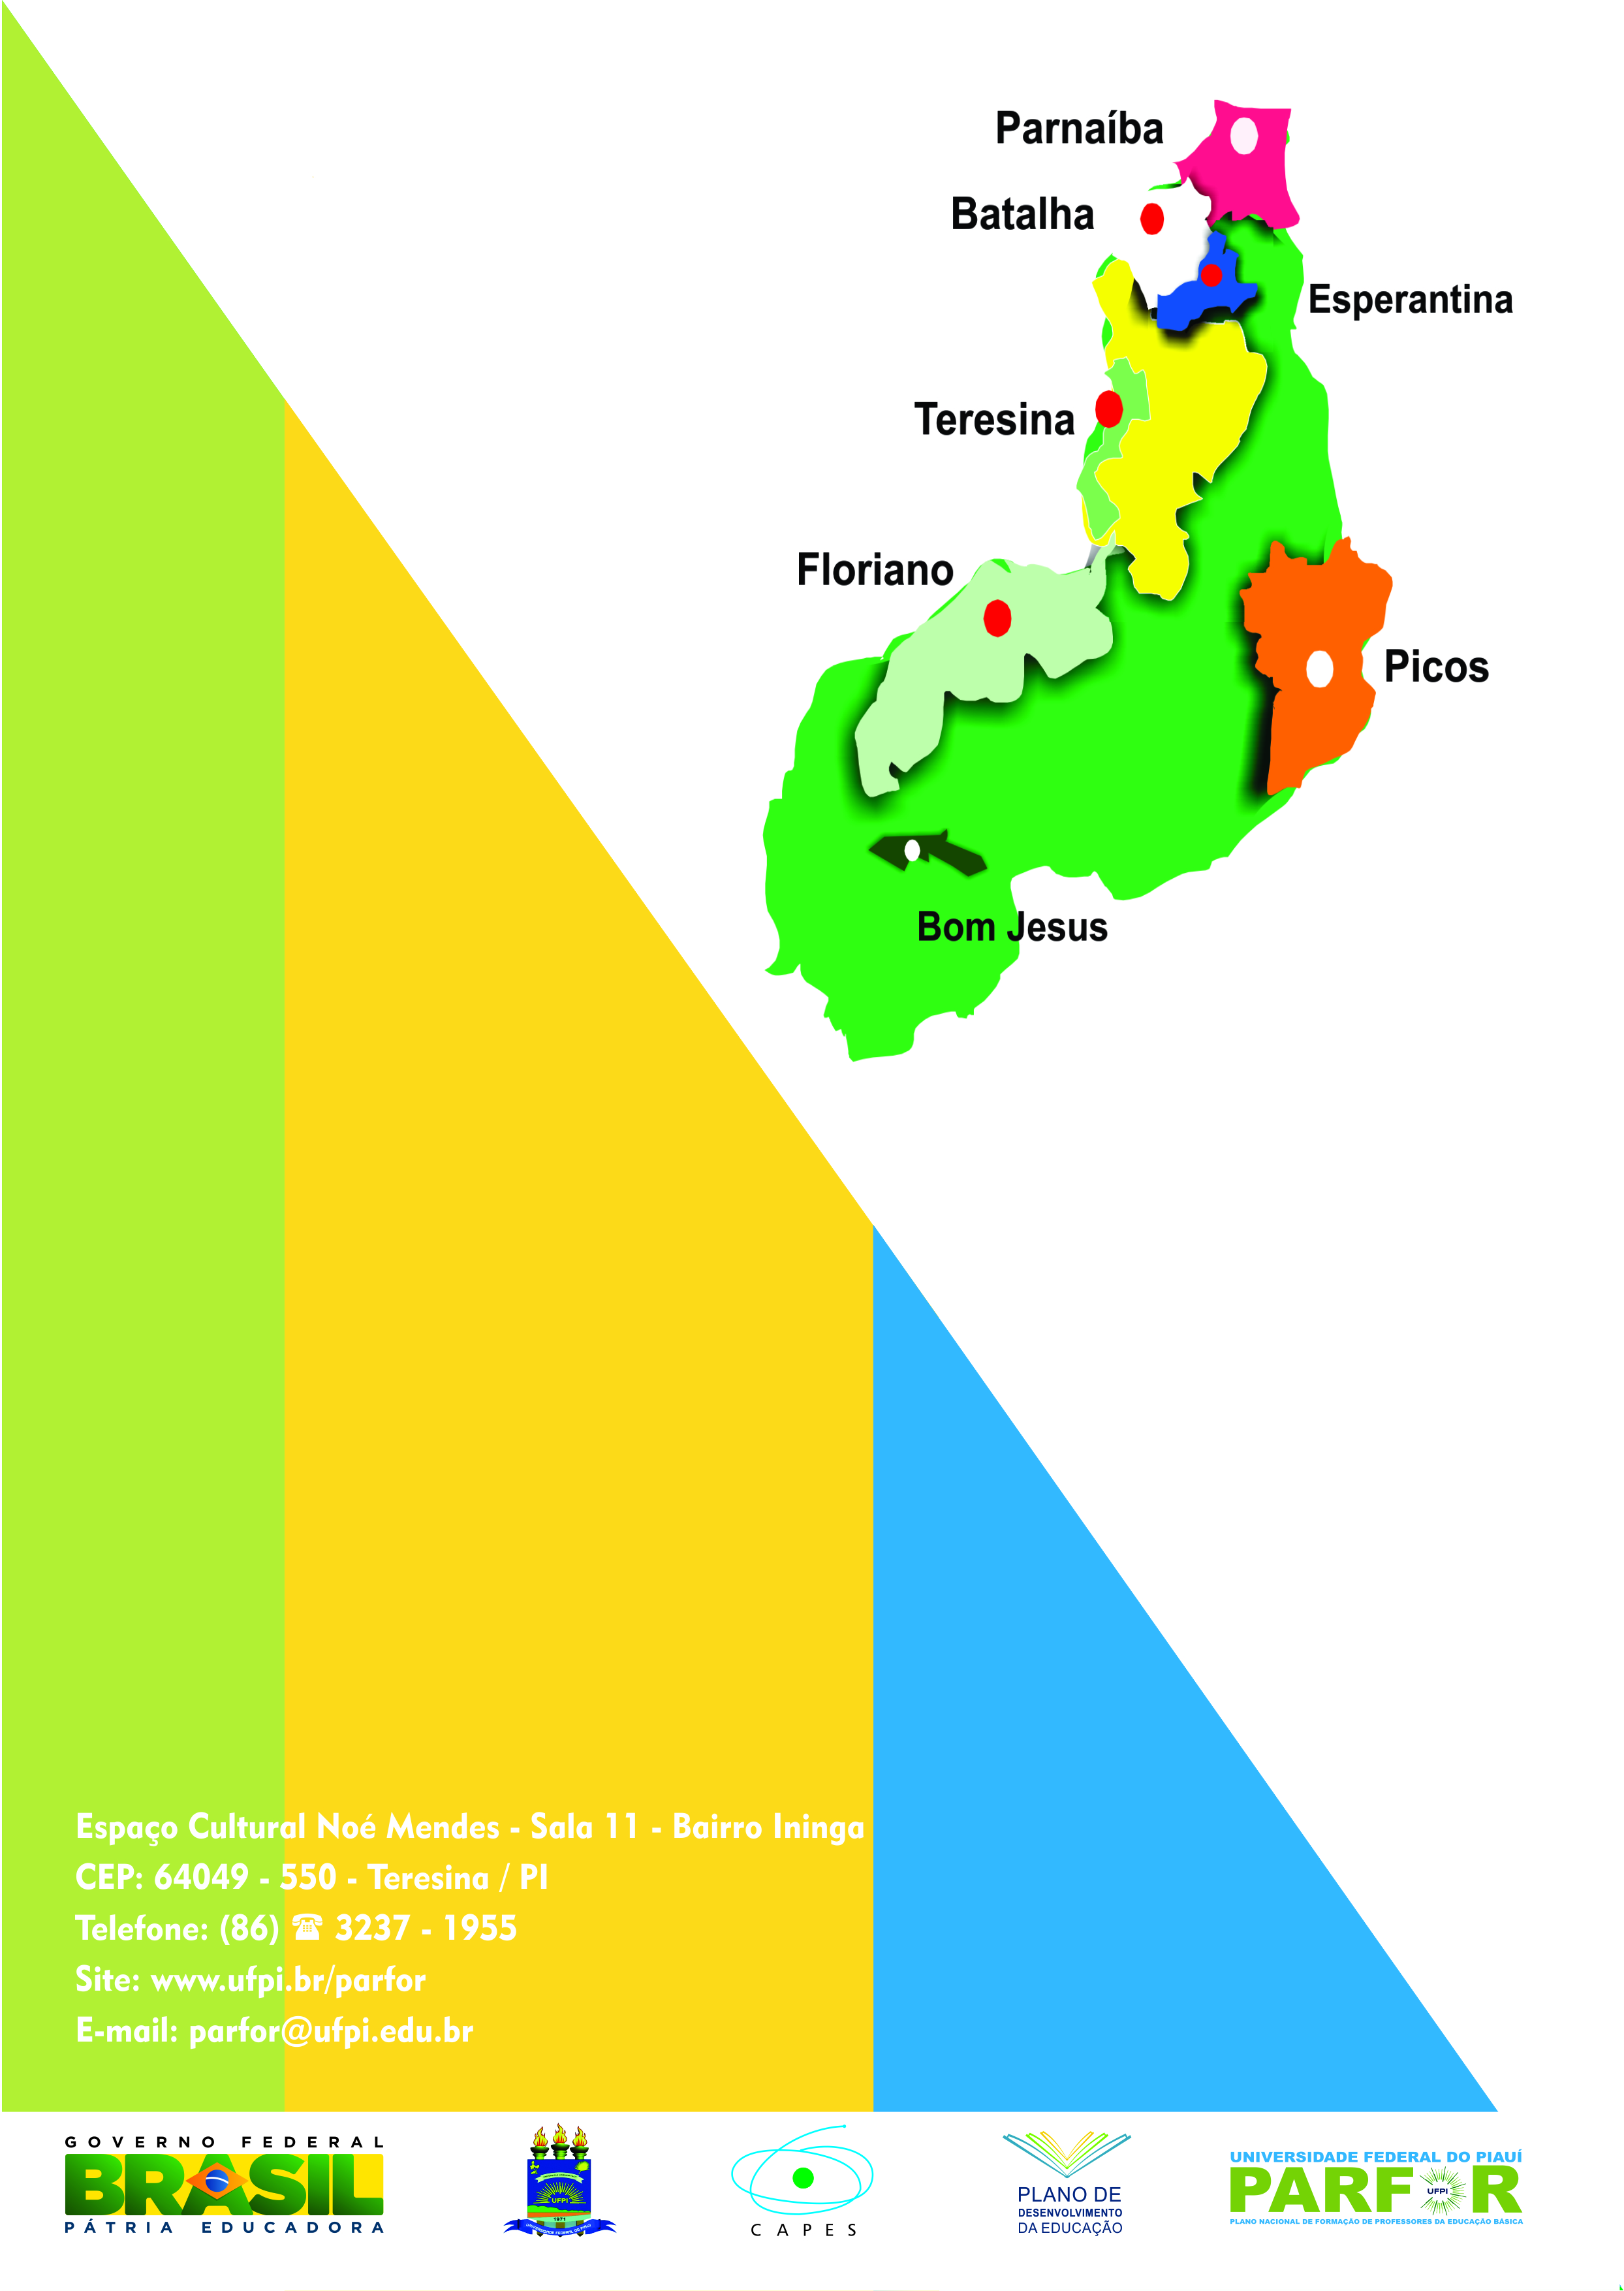 Parnaíba
Batalha
Esperantina
Teresina
Floriano
Picos
Bom Jesus
Espaço Cultural Noé Mendes - Sala 11 - Bairro Ininga
CEP: 64049 - 550 - Teresina / PI
Telefone: (86) ☎ 3237 - 1955
Site: www.ufpi.br/parfor
E-mail: parfor@ufpi.edu.br
GOVERNO FEDERAL
BRASIL
PÁTRIA EDUCADORA
UFPI
1971
CAPES
PLANO DE
DESENVOLVIMENTO
DA EDUCAÇÃO
UNIVERSIDADE FEDERAL DO PIAUÍ
PARFOR
UFPI
PLANO NACIONAL DE FORMAÇÃO DE PROFESSORES DA EDUCAÇÃO BÁSICA